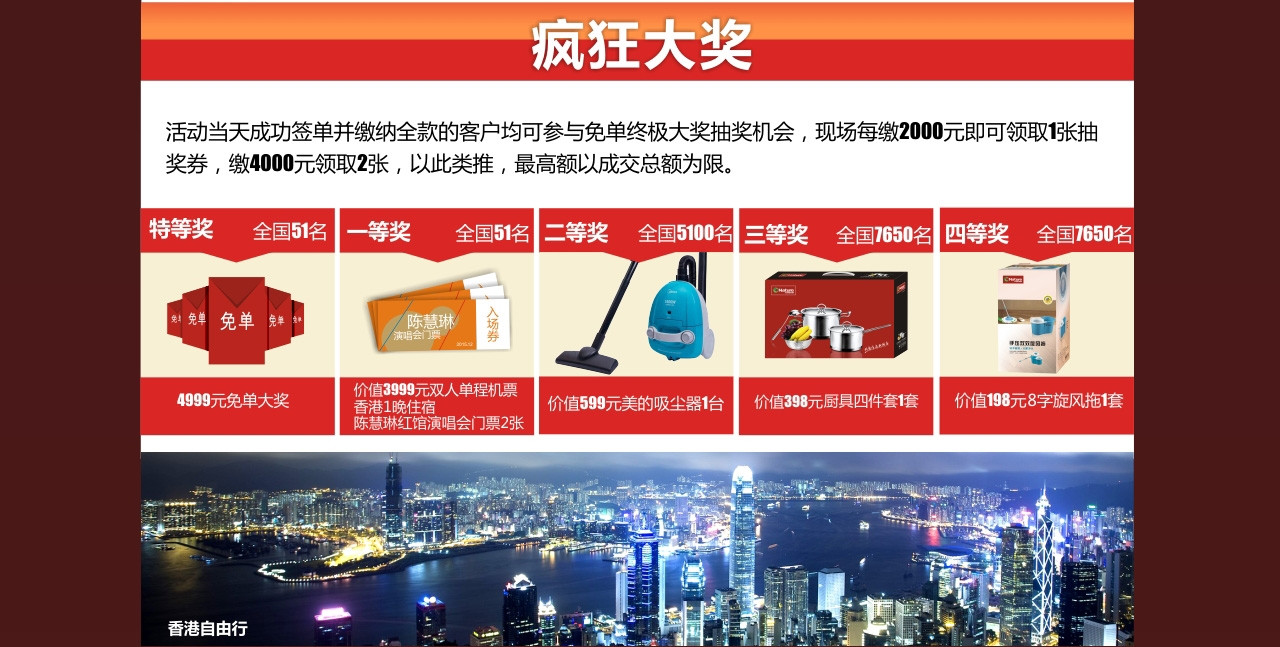 疯狂大奖
活动当天成功签单并缴纳全款的客户均可参与免单终极大奖抽奖机会，现场每缴2000元即可领取1张抽
奖券，缴4000元领取2张，以此类推，最高额以成交总额为限。
特等奖 全国51名
免单 免单 免单 免单 免单
4999元免单大奖
一等奖 全国51名
陈慧琳
演唱会门票
入场券
价值3999元双人单程机票
香港1晚住宿
陈慧琳红馆演唱会门票2张
二等奖 全国5100名
价值599元美的吸尘器1台
三等奖 全国7650名
Nature
价值398元厨具四件套1套
四等奖 全国7650名
Nature
价值198元8字旋风拖1套
香港自由行